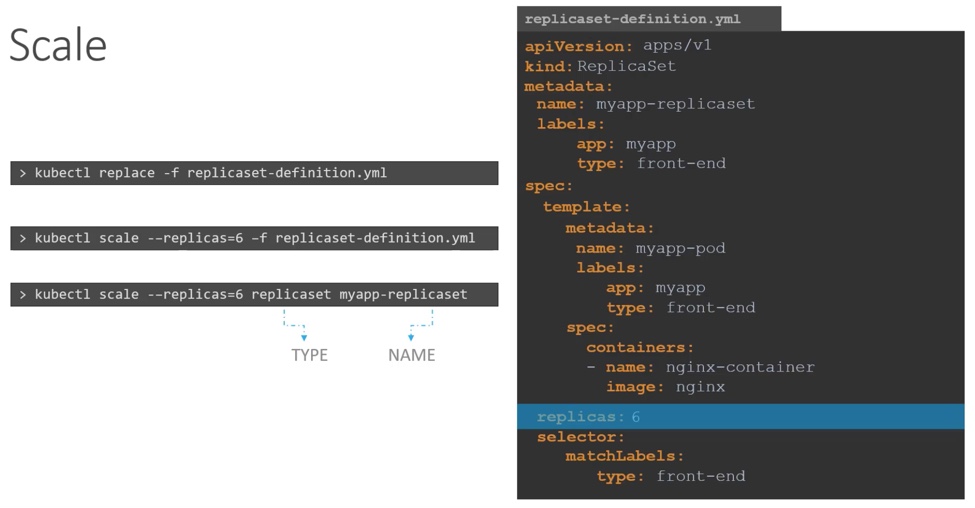 Scale
> kubectl replace -f replicaset-definition.yml
> kubectl scale --replicas=6 -f replicaset-definition.yml
> kubectl scale --replicas=6 replicaset myapp-replicaset
TYPE
NAME
replicaset-definition.yml
apiVersion: apps/v1
kind: ReplicaSet
metadata:
name: myapp-replicaset
labels:
app: myapp
type: front-end
spec:
template:
metadata:
name: myapp-pod
labels:
app: myapp
type: front-end
spec:
containers:
- name: nginx-container
image: nginx
replicas: 6
selector:
matchLabels:
type: front-end